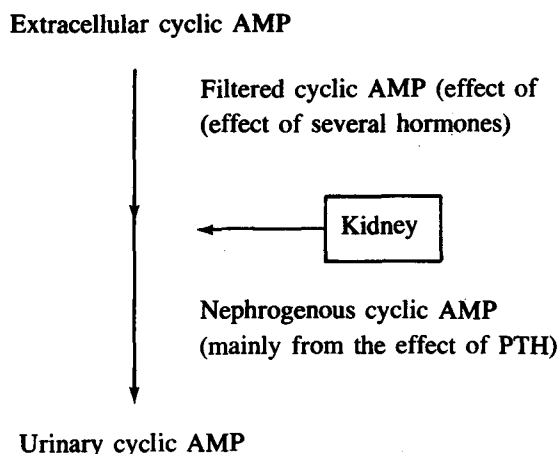 Extracellular cyclic AMP
Filtered cyclic AMP (effect of
(effect of several hormones)
Kidney
Nephrogenous cyclic AMP
(mainly from the effect of PTH)
Urinary cyclic AMP